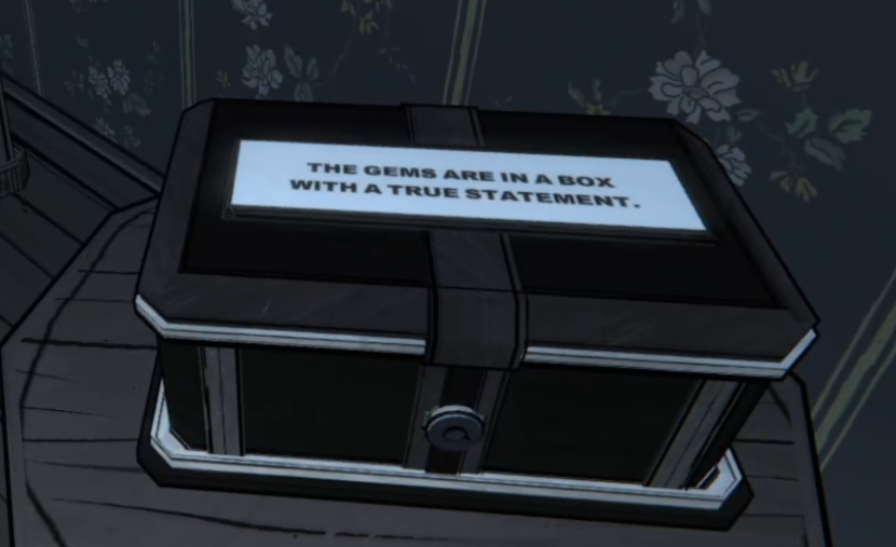 THE GEMS ARE IN A BOX
WITH A TRUE STATEMENT.